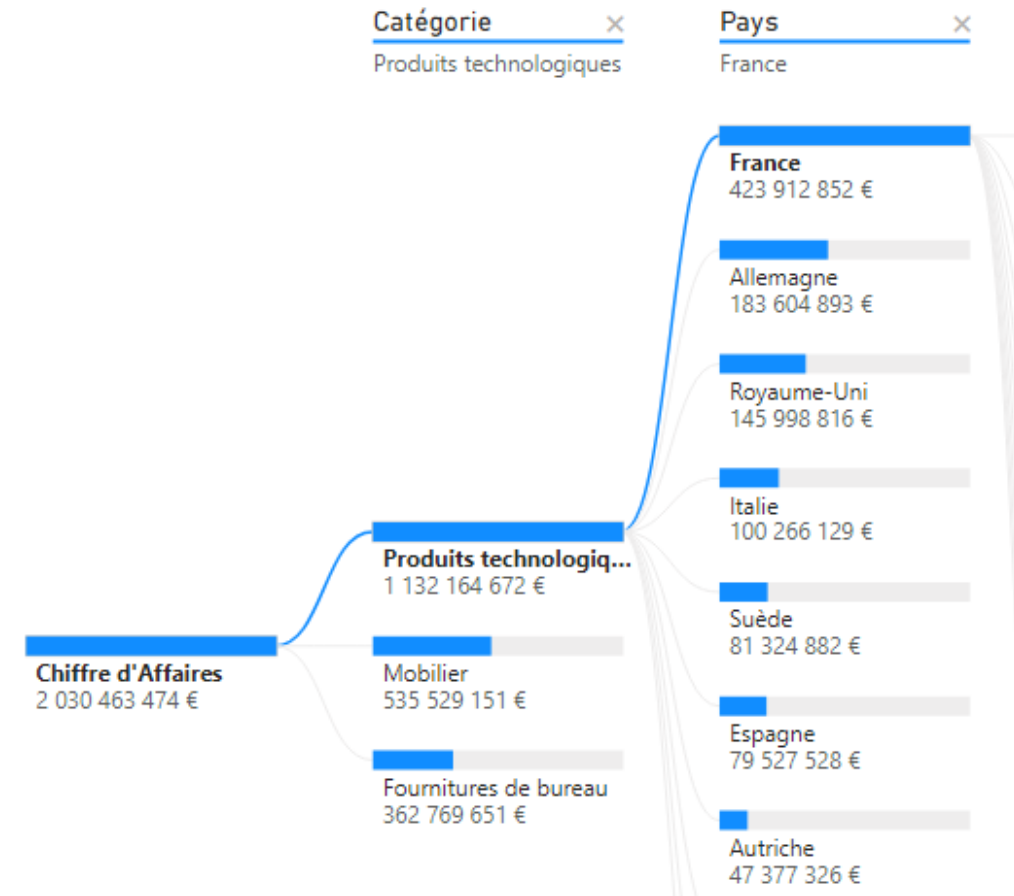 Catégorie
Produits technologiques
Pays
France
France
423 912 852 €
Allemagne
183 604 893 €
Royaume-Uni
145 998 816 €
Italie
100 266 129 €
Suède
81 324 882 €
Espagne
79 527 528 €
Autriche
47 377 326 €
Produits technologiq...
1 132 164 672 €
Mobilier
535 529 151 €
Fournitures de bureau
362 769 651 €
Chiffre d'Affaires
2 030 463 474 €